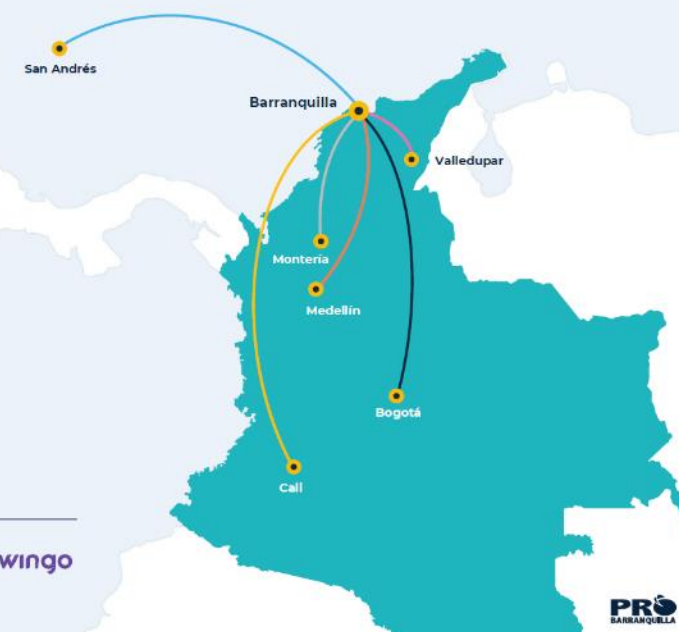 San Andrés
Barranquilla
Valledupar
Montería
Medellín
Bogotá
Cali
wingo
PRO
BARRANQUILLA